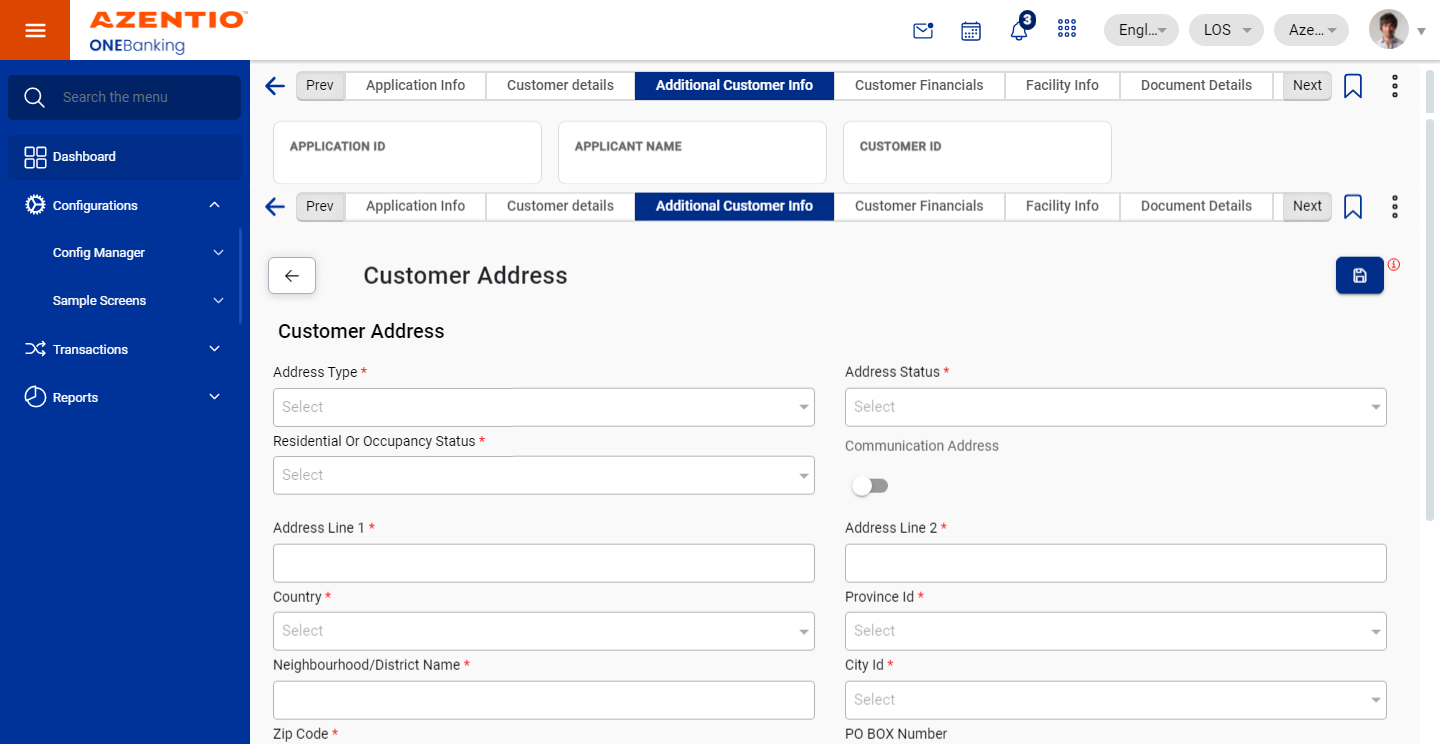 AZENTIO™
ONEBanking
3
Engl...
LOS
Aze...
Search the menu
Dashboard
Configurations
Config Manager
Sample Screens
Transactions
Reports
Prev Application Info Customer details Additional Customer Info Customer Financials Facility Info Document Details Next
APPLICATION ID APPLICANT NAME CUSTOMER ID
Prev Application Info Customer details Additional Customer Info Customer Financials Facility Info Document Details Next
Customer Address
Customer Address
Address Type * Address Status *
Select Select
Residential Or Occupancy Status * Communication Address
Select
Address Line 1 * Address Line 2 *
Country * Province Id *
Select Select
Neighbourhood/District Name * City Id *
Select
Zip Code * PO BOX Number